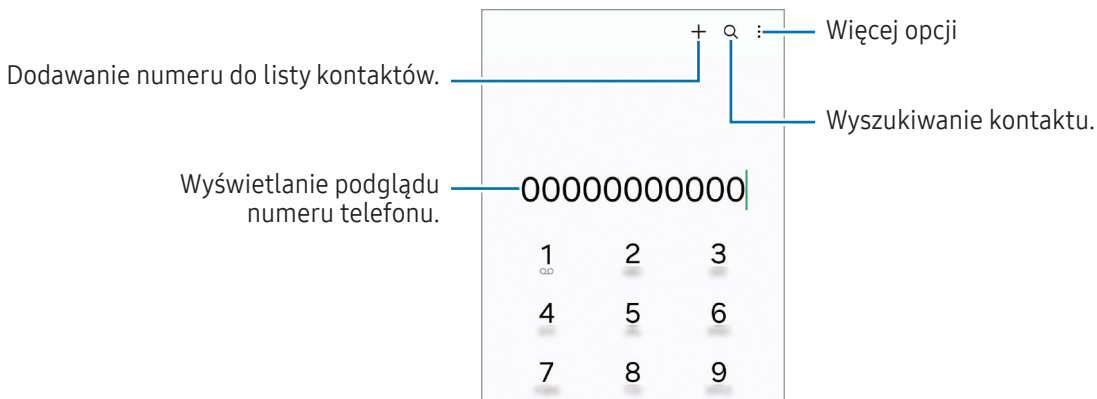 Więcej opcji
Dodawanie numeru do listy kontaktów.
Wyszukiwanie kontaktu.
Wyświetlanie podglądu
numeru telefonu.
00000000000
1 2 3
4 5 6
7 8 9